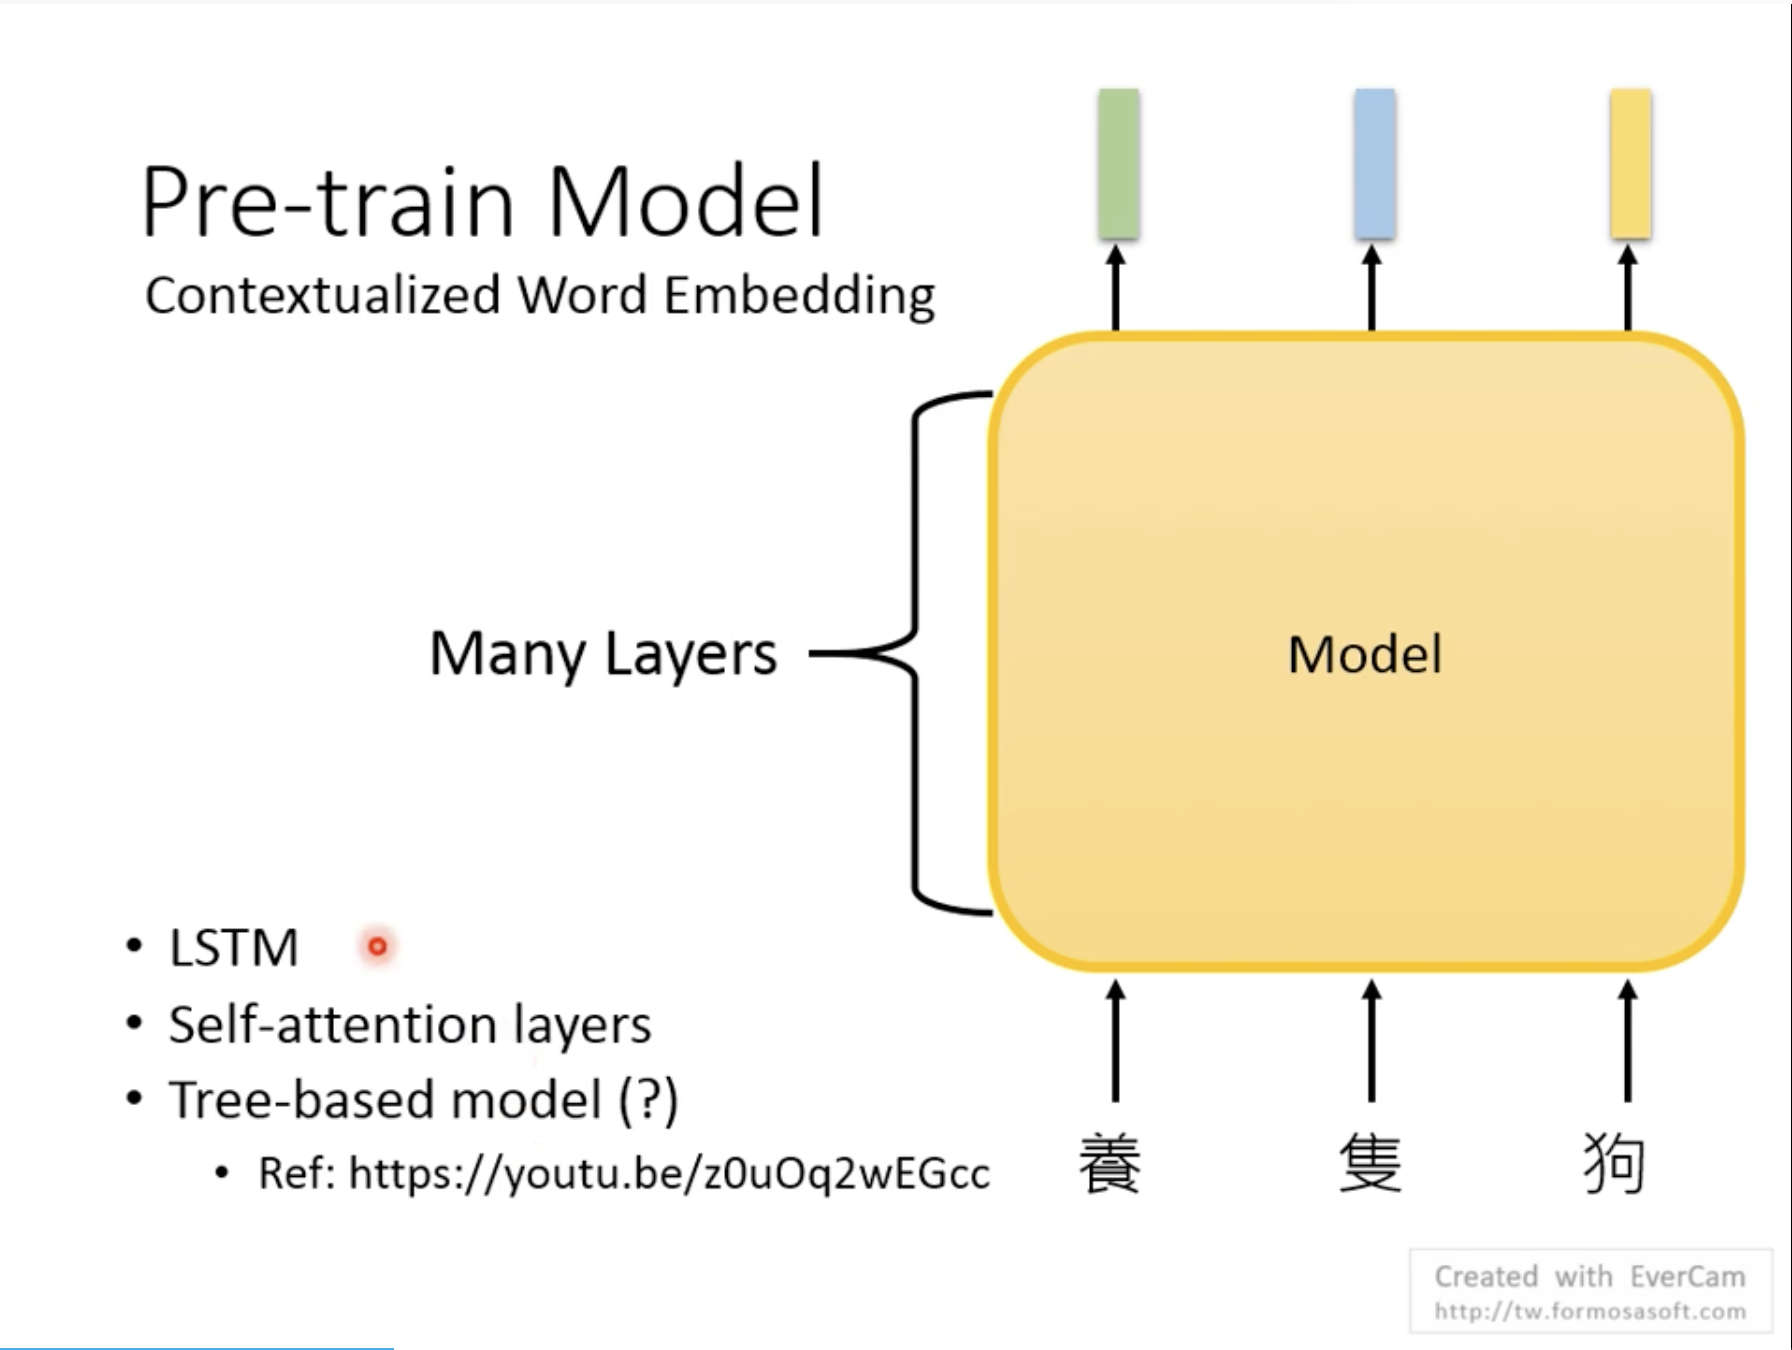 Pre-train Model
Contextualized Word Embedding
Many Layers
Model
• LSTM
• Self-attention layers
• Tree-based model (?)
• Ref: https://youtu.be/z0uOq2wEGcc
養 隻 狗
Created with EverCam
http://tw.formosasoft.com